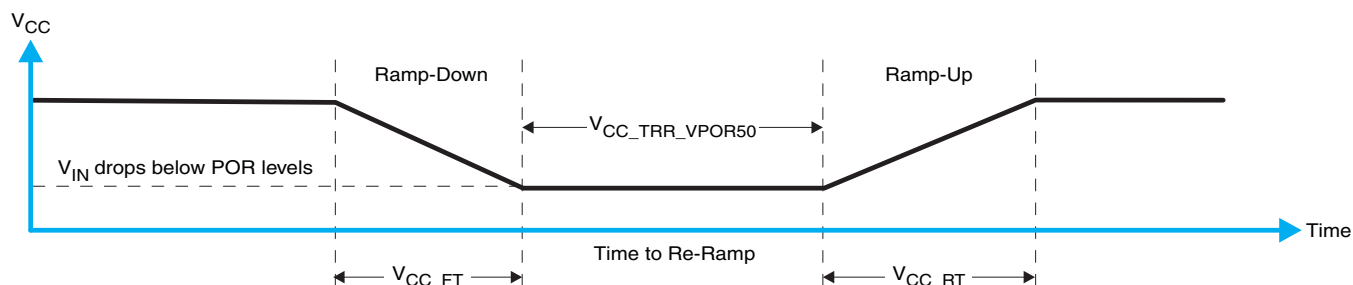 VCC
Ramp-Down
Ramp-Up
VCC_TRR_VPOR50
VIN drops below POR levels
Time
Time to Re-Ramp
VCC_FT
VCC_RT